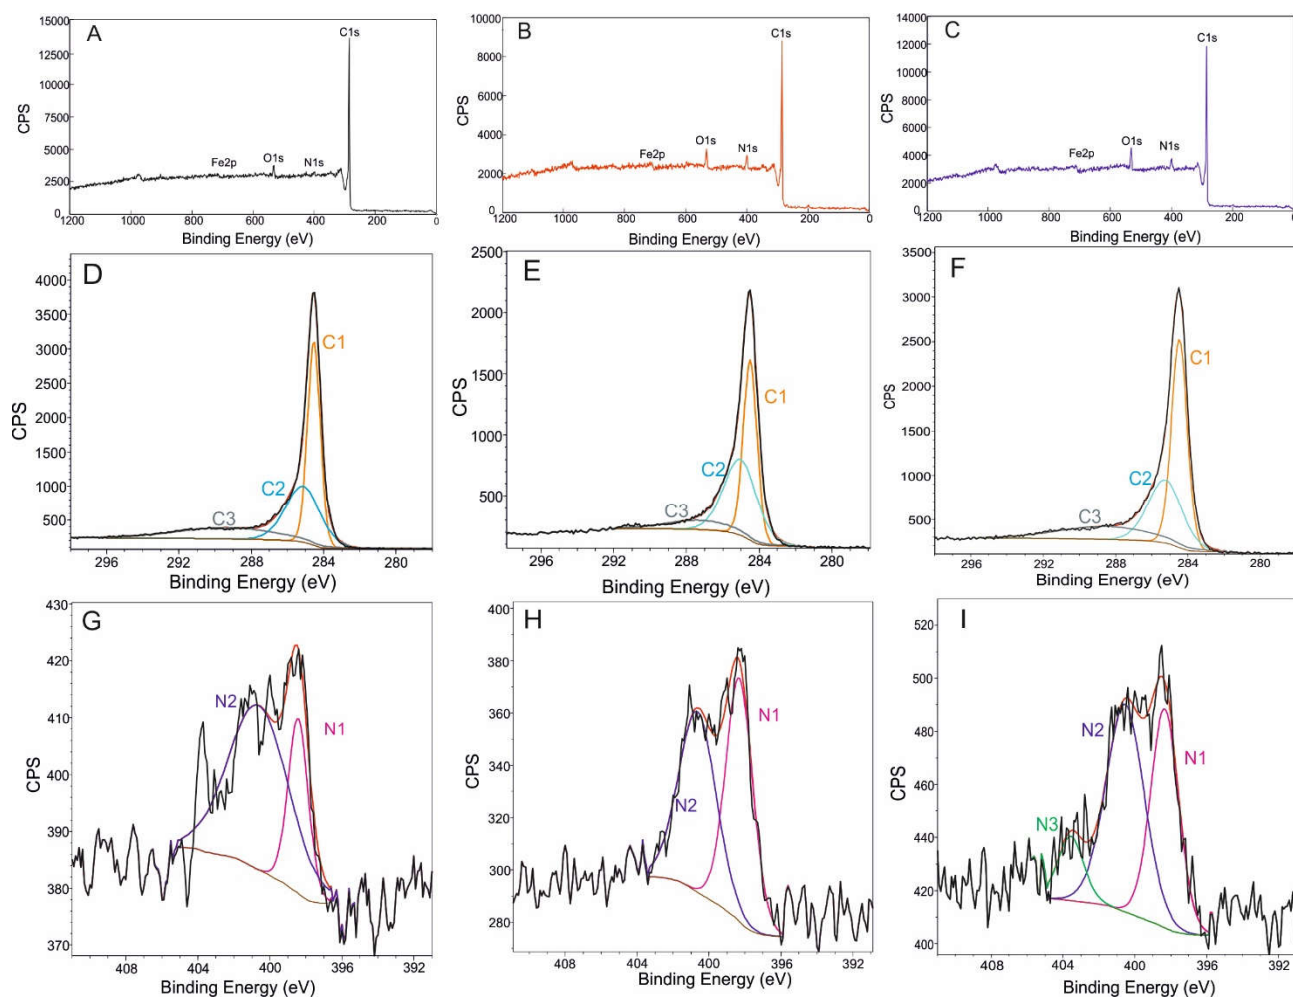 A
C1s
15000
12500
10000
7500
5000
2500
0
Fe2p
O1s
N1s
CPS
1200
1000
800
600
400
200
0
Binding Energy (eV)
B
C1s
10000
8000
6000
4000
2000
0
Fe2p
O1s
N1s
CPS
1200
1000
800
600
400
200
0
Binding Energy (eV)
C
C1s
14000
12000
10000
8000
6000
4000
2000
0
Fe2p
O1s
N1s
CPS
1200
1000
800
600
400
200
Binding Energy (eV)
D
4000
3500
3000
2500
2000
1500
1000
500
C1
C2
C3
CPS
296
292
288
284
280
Binding Energy (eV)
E
2500
2000
1500
1000
500
C1
C2
C3
CPS
296
292
288
284
280
Binding Energy (eV)
F
3500
3000
2500
2000
1500
1000
500
C1
C2
C3
CPS
296
292
288
284
280
Binding Energy (eV)
G
430
420
410
400
390
380
370
N2
N1
CPS
408
404
400
396
392
Binding Energy (eV)
H
400
380
360
340
320
300
280
N1
N2
CPS
408
404
400
396
392
Binding Energy (eV)
I
520
500
480
460
440
420
400
N2
N1
N3
CPS
408
404
400
396
392
Binding Energy (eV)